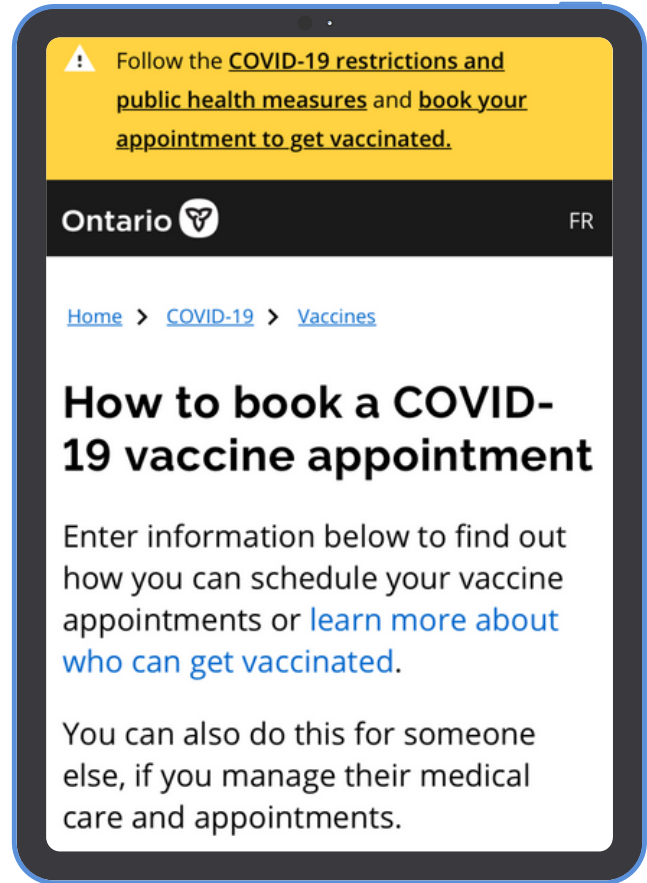 Follow the COVID-19 restrictions and
public health measures and book your
appointment to get vaccinated.
Ontario
FR
Home > COVID-19 > Vaccines
How to book a COVID-
19 vaccine appointment
Enter information below to find out
how you can schedule your vaccine
appointments or learn more about
who can get vaccinated.
You can also do this for someone
else, if you manage their medical
care and appointments.